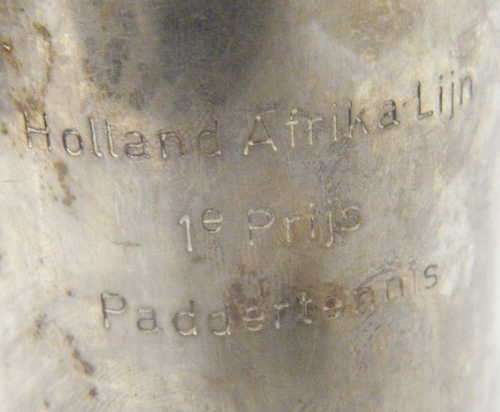 Holland Afrika-Lijn
1e Prijs
Paddertennis